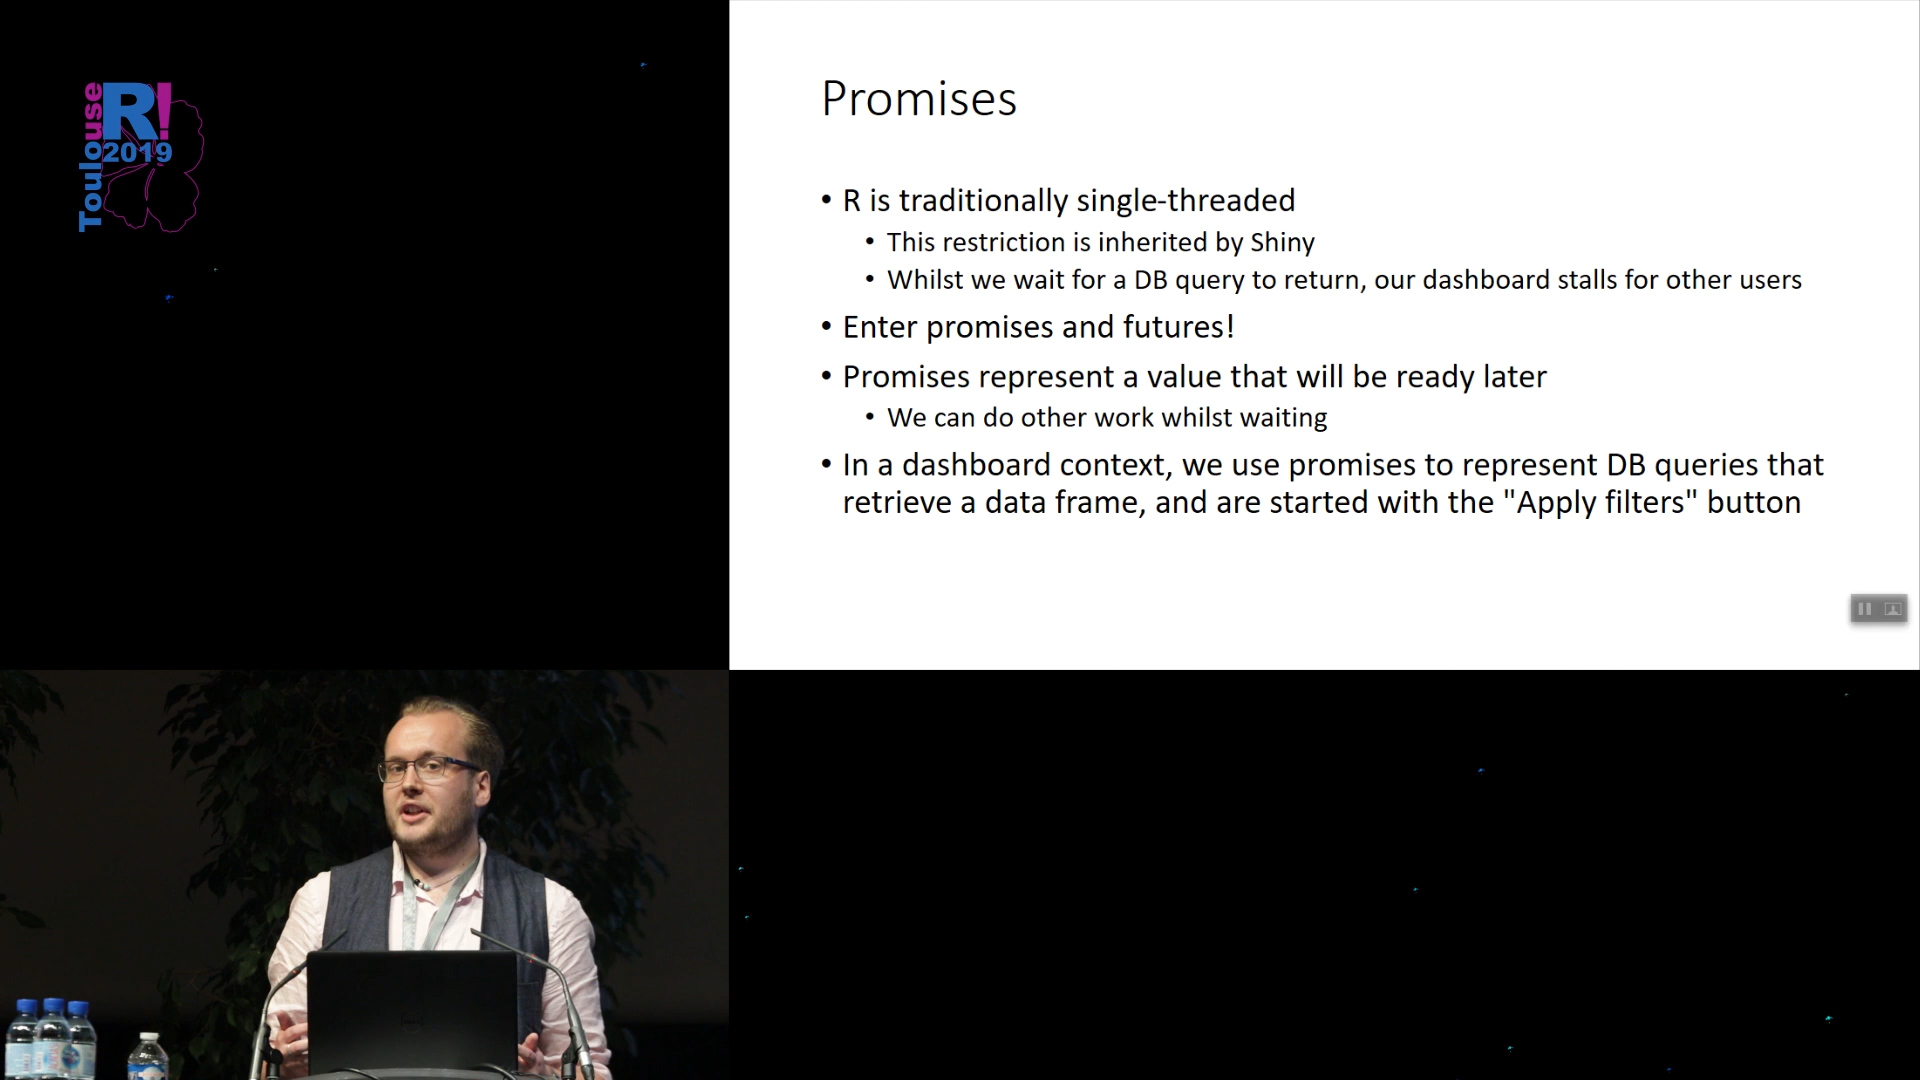 Toulouse
R!
2019
Promises
• R is traditionally single-threaded
• This restriction is inherited by Shiny
• Whilst we wait for a DB query to return, our dashboard stalls for other users
• Enter promises and futures!
• Promises represent a value that will be ready later
• We can do other work whilst waiting
• In a dashboard context, we use promises to represent DB queries that
retrieve a data frame, and are started with the "Apply filters" button